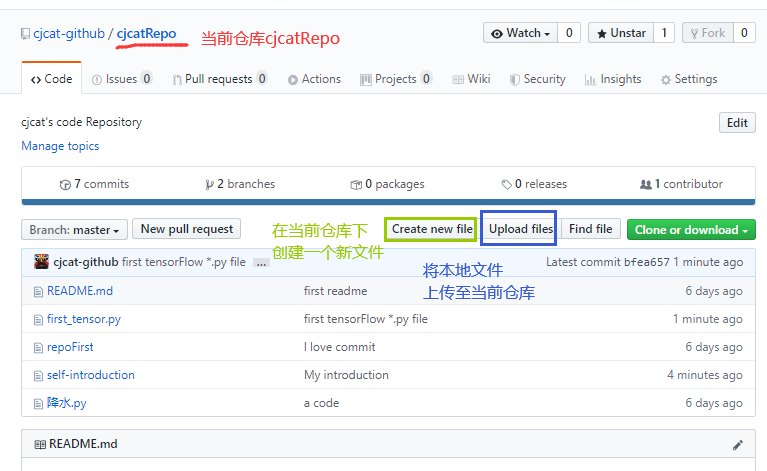 cjcat-github / cjcatRepo 当前仓库cjcatRepo Watch 0 Unstar 1 Fork 0
Code Issues 0 Pull requests 0 Actions Projects 0 Wiki Security Insights Settings
cjcat's code Repository Edit
Manage topics
7 commits 2 branches 0 packages 0 releases 1 contributor
Branch: master New pull request 在当前仓库下 Create new file Upload files Find file Clone or download
创建一个新文件
cjcat-github first tensorFlow *.py file ... Latest commit bfea657 1 minute ago
将本地文件
上传至当前仓库
README.md first readme 6 days ago
first_tensor.py first tensorFlow *.py file 1 minute ago
repoFirst I love commit 6 days ago
self-introduction My introduction 4 minutes ago
降水.py a code 6 days ago
README.md